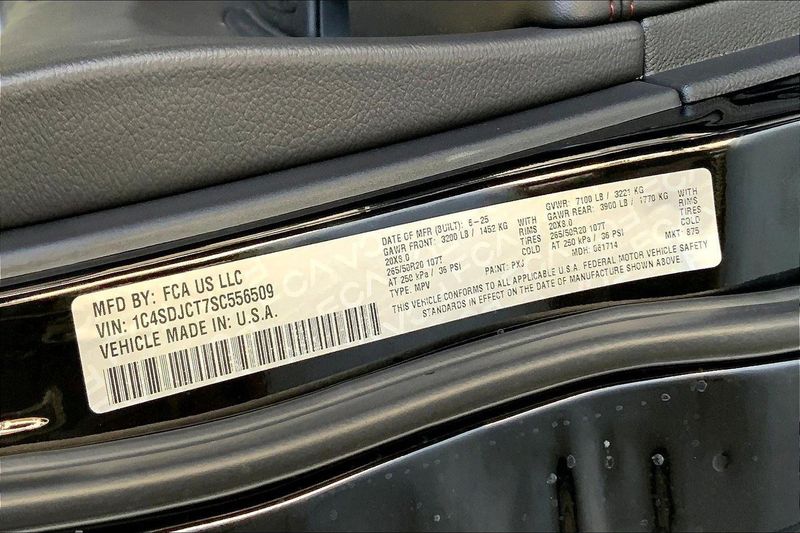 MFD BY: FCA US LLC
VIN: 1C4SDJCT7SC556509
VEHICLE MADE IN: U.S.A.
DATE OF MFR (BUILT): 6-25
GAWR FRONT: 3200 LB / 1452 KG WITH
20X8.0 RIMS
265/50R20 107T TIRES
AT 250 kPa / 36 PSI COLD
TYPE: MPV PAINT: PXJ
GVWR: 7100 LB / 3221 KG
GAWR REAR: 3900 LB / 1770 KG WITH
20X8.0 RIMS
265/50R20 107T TIRES
AT 250 kPa / 36 PSI COLD
MDH: 061714 MKT: 875
THIS VEHICLE CONFORMS TO ALL APPLICABLE U.S.A. FEDERAL MOTOR VEHICLE SAFETY
STANDARDS IN EFFECT ON THE DATE OF MANUFACTURE SHOWN ABOVE.